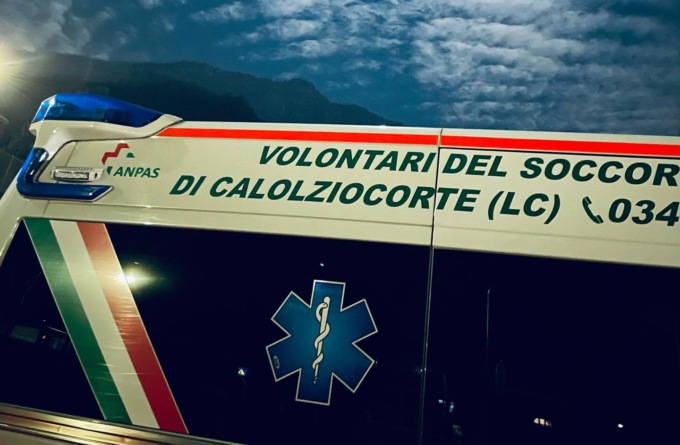 ANPAS
VOLONTARI DEL SOCCOR
DI CALOLZIOCORTE (LC) 034